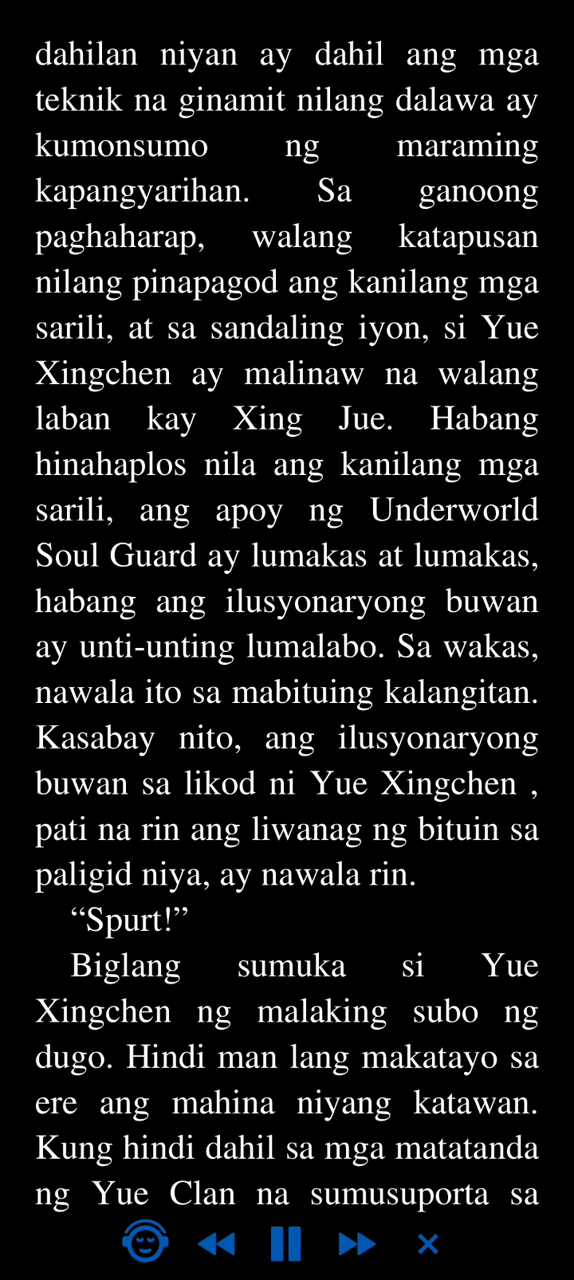 dahilan niyan ay dahil ang mga
teknik na ginamit nilang dalawa ay
kumonsumo ng maraming
kapangyarihan. Sa ganoong
paghaharap, walang katapusan
nilang pinapagod ang kanilang mga
sarili, at sa sandaling iyon, si Yue
Xingchen ay malinaw na walang
laban kay Xing Jue. Habang
hinahaplos nila ang kanilang mga
sarili, ang apoy ng Underworld
Soul Guard ay lumakas at lumakas,
habang ang ilusyonaryong buwan
ay unti-unting lumalabo. Sa wakas,
nawala ito sa mabituing kalangitan.
Kasabay nito, ang ilusyonaryong
buwan sa likod ni Yue Xingchen ,
pati na rin ang liwanag ng bituin sa
paligid niya, ay nawala rin.
“Spurt!”
Biglang sumuka si Yue
Xingchen ng malaking subo ng
dugo. Hindi man lang makatayo sa
ere ang mahina niyang katawan.
Kung hindi dahil sa mga matatanda
ng Yue Clan na sumusuporta sa